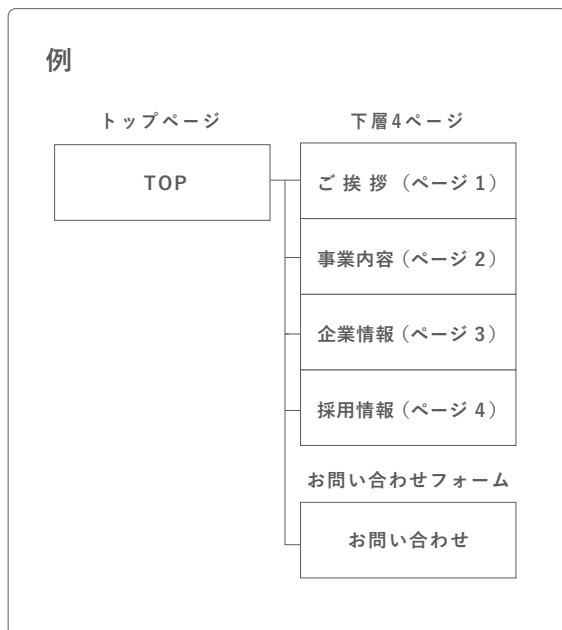 例
トップページ
下層4ページ
TOP
ご挨拶（ページ 1）
事業内容（ページ 2）
企業情報（ページ 3）
採用情報（ページ 4）
お問い合わせフォーム
お問い合わせ